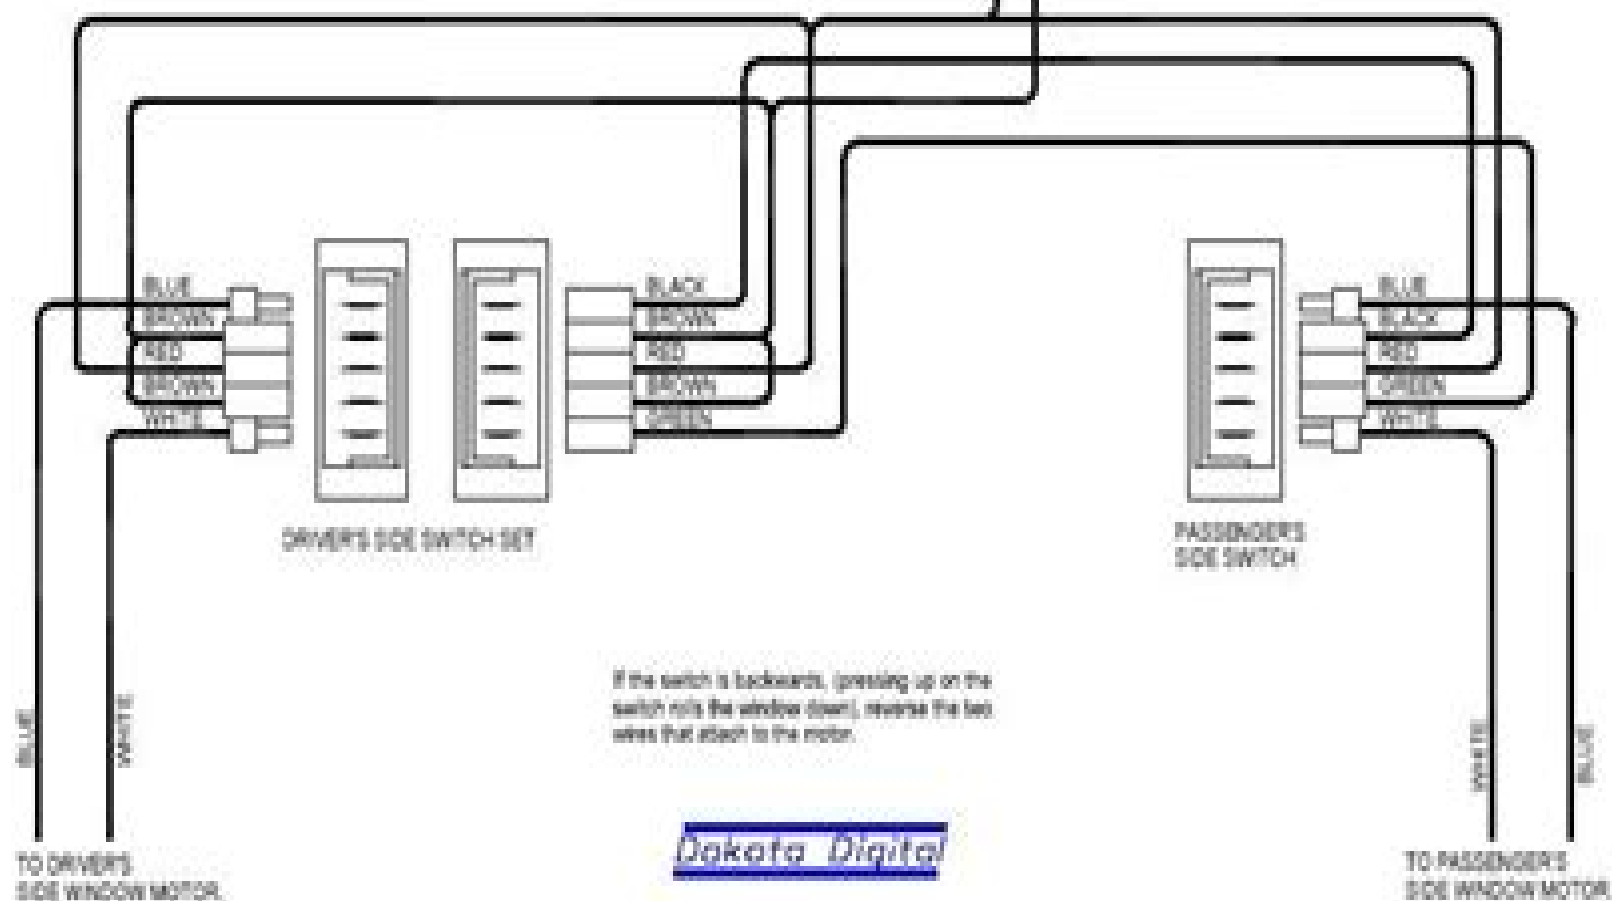 BLUE
BROWN
RED
BROWN
WHITE
BLACK
BROWN
RED
BROWN
GREEN
BLUE
BLACK
RED
GREEN
WHITE
DRIVER'S SIDE SWITCH SET
PASSENGER'S
SIDE SWITCH
If the switch is backwards, (pressing up on the
switch rolls the window down), reverse the two
wires that attach to the motor.
BLUE
WHITE
WHITE
BLUE
Dakota Digital
TO DRIVER'S
SIDE WINDOW MOTOR.
TO PASSENGER'S
SIDE WINDOW MOTOR